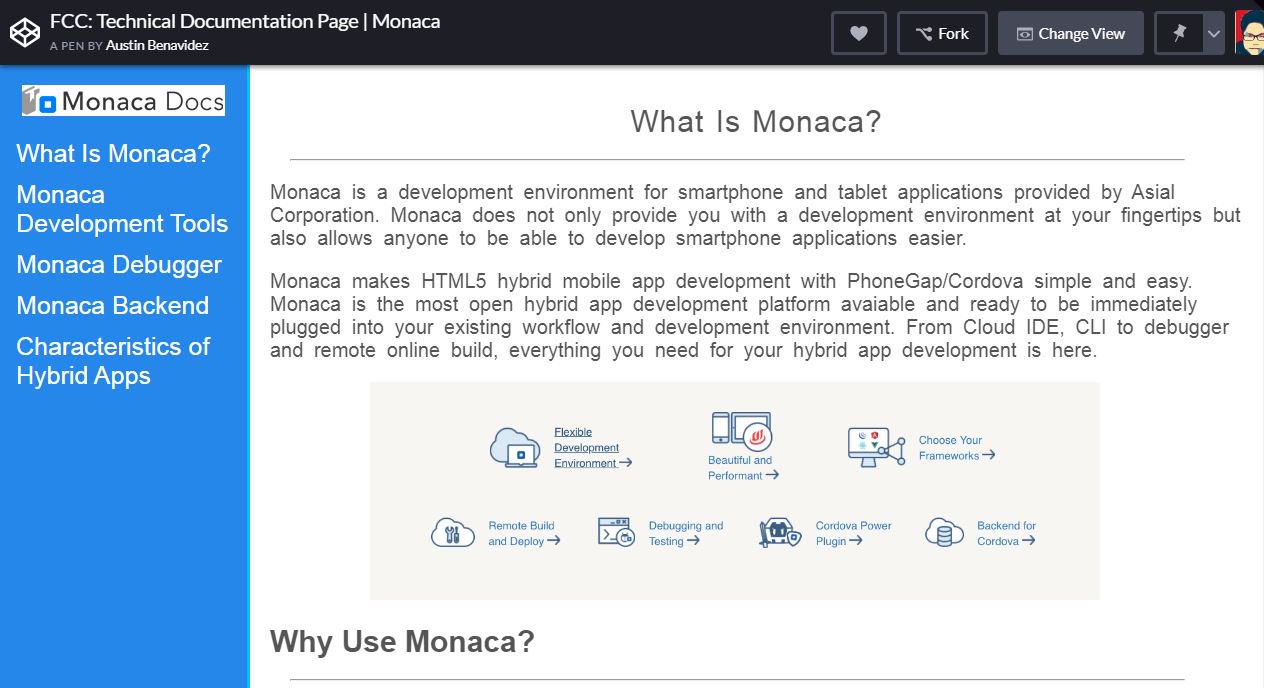 FCC: Technical Documentation Page | Monaca
A PEN BY Austin Benavidez
Fork
Change View
Monaca Docs
What Is Monaca?
Monaca
Development Tools
Monaca Debugger
Monaca Backend
Characteristics of
Hybrid Apps
What Is Monaca?
Monaca is a development environment for smartphone and tablet applications provided by Asial
Corporation. Monaca does not only provide you with a development environment at your fingertips but
also allows anyone to be able to develop smartphone applications easier.
Monaca makes HTML5 hybrid mobile app development with PhoneGap/Cordova simple and easy.
Monaca is the most open hybrid app development platform avaiable and ready to be immediately
plugged into your existing workflow and development environment. From Cloud IDE, CLI to debugger
and remote online build, everything you need for your hybrid app development is here.
Flexible
Development
Environment →
Beautiful and
Performant →
Choose Your
Frameworks →
Remote Build
and Deploy →
Debugging and
Testing →
Cordova Power
Plugin →
Backend for
Cordova →
Why Use Monaca?